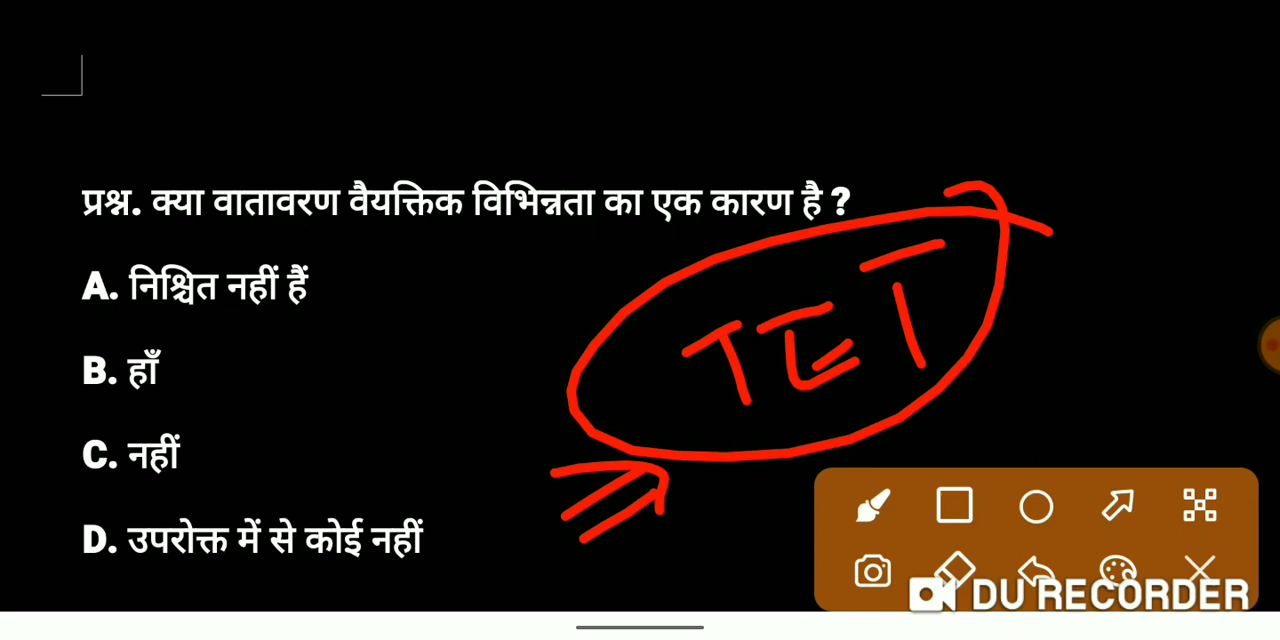 प्रश्न. क्या वातावरण वैयक्तिक विभिन्नता का एक कारण है ?
A. निश्चित नहीं हैं
B. हाँ
C. नहीं
D. उपरोक्त में से कोई नहीं
TET
DU RECORDER